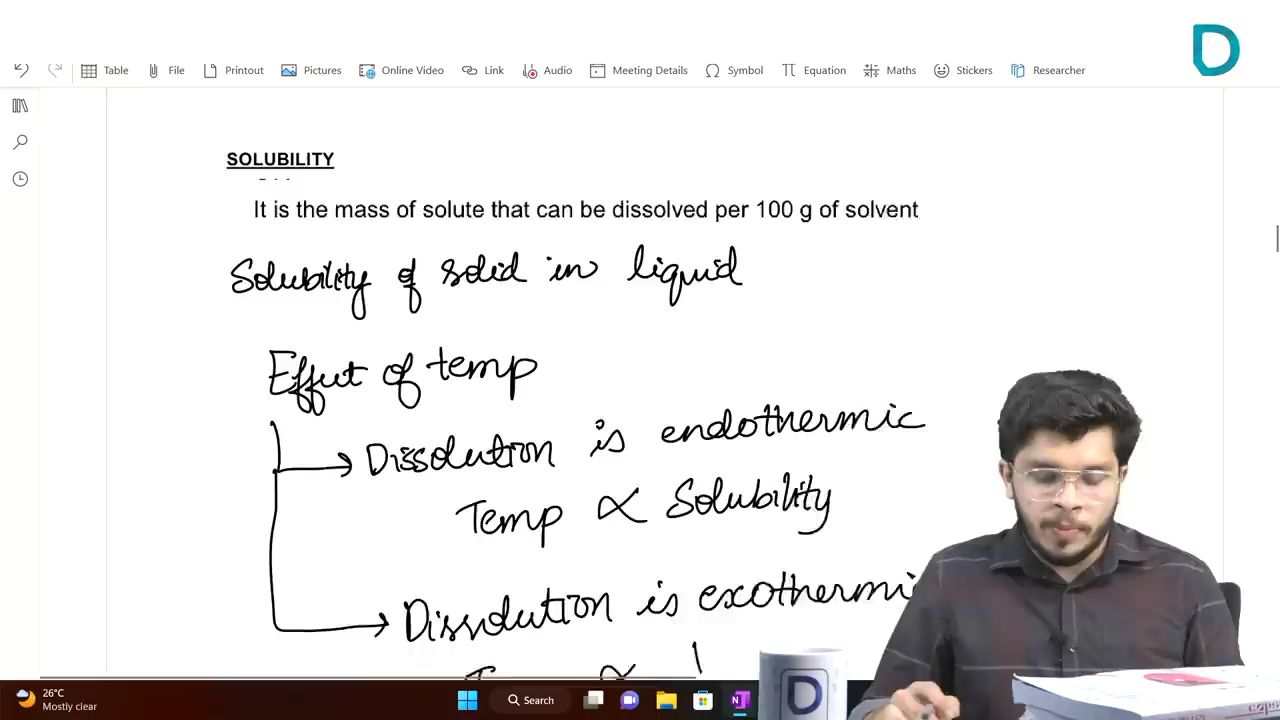 D
Table File Printout Pictures Online Video Link Audio Meeting Details Symbol Equation Maths Stickers Researcher
SOLUBILITY
It is the mass of solute that can be dissolved per 100 g of solvent
Solubility of solid in liquid
Effect of temp
Dissolution is endothermic
Temp ∝ Solubility
Dissolution is exothermic
∝ 1
D
26°C
Mostly clear
Search